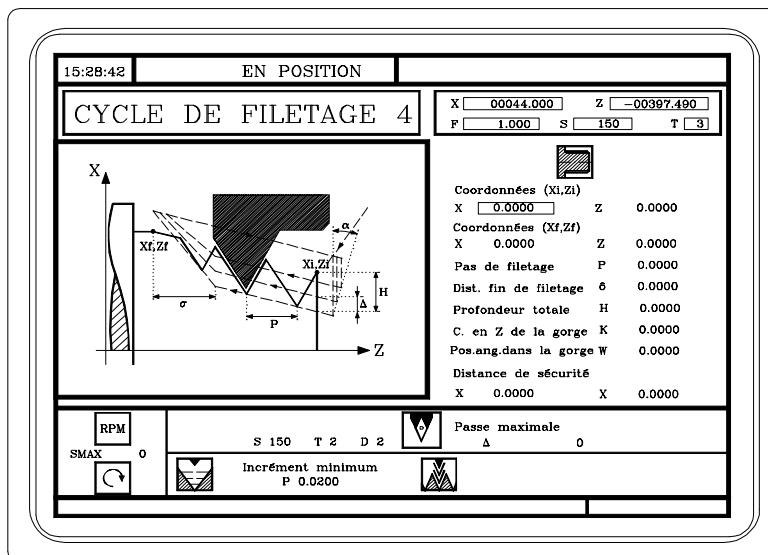 15:28:42 EN POSITION
CYCLE DE FILETAGE 4
X 00044.000 Z -00397.490
F 1.000 S 150 T 3
X
Xf,Zf
α
Xi,Zi
H
Δ
σ
P
Z
Coordonnées (Xi,Zi)
X 0.0000 Z 0.0000
Coordonnées (Xf,Zf)
X 0.0000 Z 0.0000
Pas de filetage P 0.0000
Dist. fin de filetage 6 0.0000
Profondeur totale H 0.0000
C. en Z de la gorge K 0.0000
Pos.ang.dans la gorge W 0.0000
Distance de sécurité
X 0.0000 X 0.0000
RPM
SMAX 0
S 150 T 2 D 2
Passe maximale
Δ 0
Incrément minimum
P 0.0200